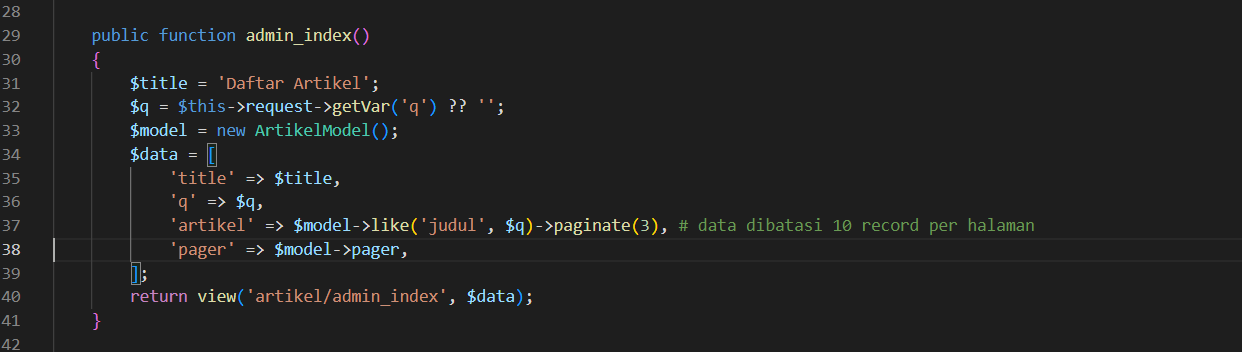 28
29 public function admin_index()
30 {
31 $title = 'Daftar Artikel';
32 $q = $this->request->getVar('q') ?? '';
33 $model = new ArtikelModel();
34 $data = [
35 'title' => $title,
36 'q' => $q,
37 'artikel' => $model->like('judul', $q)->paginate(3), # data dibatasi 10 record per halaman
38 'pager' => $model->pager,
39 ];
40 return view('artikel/admin_index', $data);
41 }
42